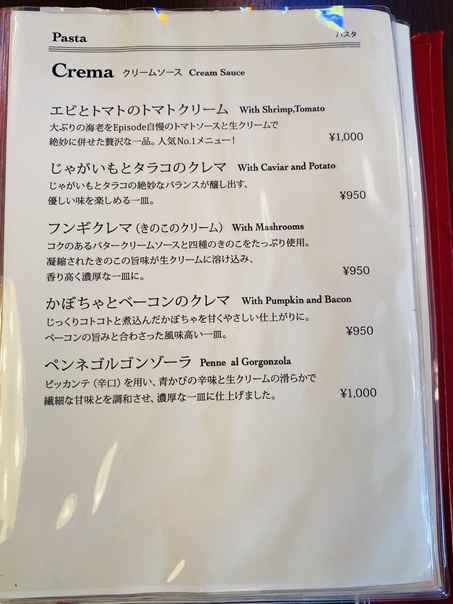 Pasta
パスタ
Crema クリームソース Cream Sauce
エビとトマトのトマトクリーム With Shrimp,Tomato
大ぶりの海老をEpisode自慢のトマトソースと生クリームで
絶妙に併せた贅沢な一品。人気No.1メニュー！
¥1,000
じゃがいもとタラコのクレマ With Caviar and Potato
じゃがいもとタラコの絶妙なバランスが醸し出す、
優しい味を楽しめる一皿。
¥950
フンギクレマ（きのこのクリーム） With Mashrooms
コクのあるバタークリームソースと四種のきのこをたっぷり使用。
凝縮されたきのこの旨味が生クリームに溶け込み、
香り高く濃厚な一皿に。
¥950
かぼちゃとベーコンのクレマ With Pumpkin and Bacon
じっくりコトコトと煮込んだかぼちゃを甘くやさしい仕上がりに。
ベーコンの旨みと合わさった風味高い一皿。
¥950
ペンネゴルゴンゾーラ Penne al Gorgonzola
ピッカンテ（辛口）を用い、青かびの辛味と生クリームの滑らかで
繊細な甘味とを調和させ、濃厚な一皿に仕上げました。
¥1,000